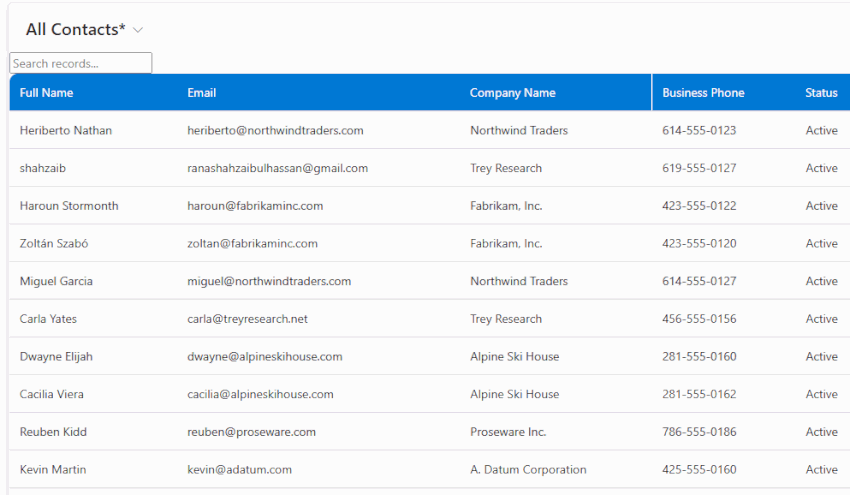 All Contacts*
Search records...
Full Name Email Company Name Business Phone Status
Heriberto Nathan heriberto@northwindtraders.com Northwind Traders 614-555-0123 Active
shahzaib ranashahzaibulhassan@gmail.com Trey Research 619-555-0127 Active
Haroun Stormonth haroun@fabrikaminc.com Fabrikam, Inc. 423-555-0122 Active
Zoltán Szabó zoltan@fabrikaminc.com Fabrikam, Inc. 423-555-0120 Active
Miguel Garcia miguel@northwindtraders.com Northwind Traders 614-555-0127 Active
Carla Yates carla@treyresearch.net Trey Research 456-555-0156 Active
Dwayne Elijah dwayne@alpineskihouse.com Alpine Ski House 281-555-0160 Active
Cacilia Viera cacilia@alpineskihouse.com Alpine Ski House 281-555-0162 Active
Reuben Kidd reuben@proseware.com Proseware Inc. 786-555-0186 Active
Kevin Martin kevin@adatum.com A. Datum Corporation 425-555-0160 Active